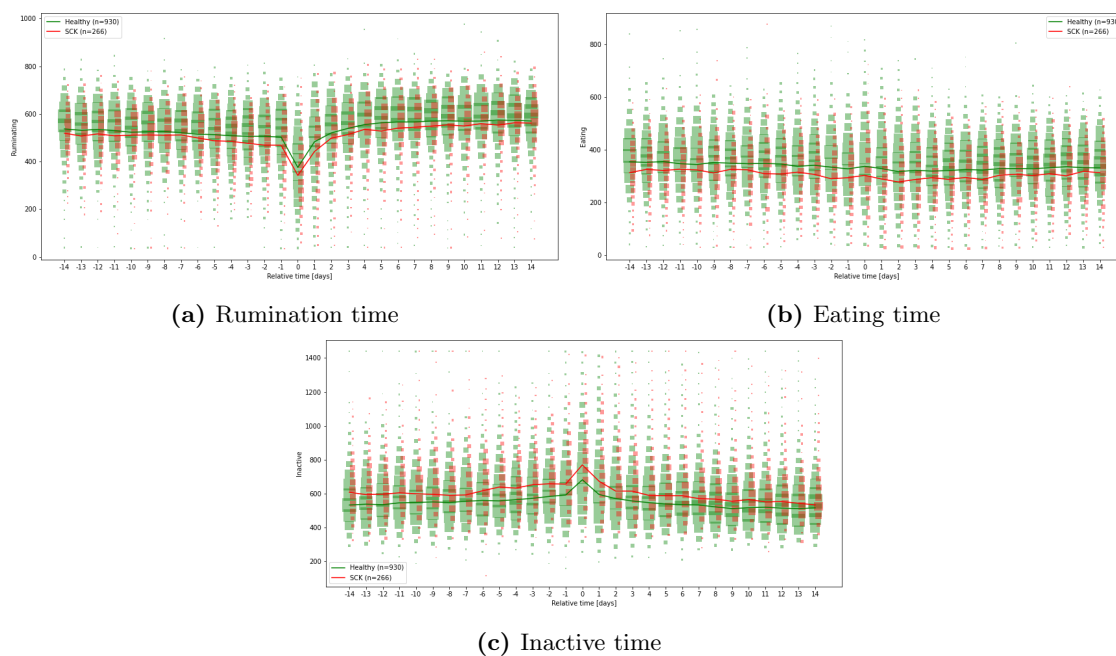 Healthy (n=930)
SCK (n=266)
1000
800
600
400
200
0
Ruminating
-14 -13 -12 -11 -10 -9 -8 -7 -6 -5 -4 -3 -2 -1 0 1 2 3 4 5 6 7 8 9 10 11 12 13 14
Relative time [days]
(a) Rumination time
Healthy (n=930
SCK (n=266)
800
600
400
200
0
Eating
-14 -13 -12 -11 -10 -9 -8 -7 -6 -5 -4 -3 -2 -1 0 1 2 3 4 5 6 7 8 9 10 11 12 13 14
Relative time [days]
(b) Eating time
1400
1200
1000
800
600
400
200
Inactive
Healthy (n=930)
SCK (n=266)
-14 -13 -12 -11 -10 -9 -8 -7 -6 -5 -4 -3 -2 -1 0 1 2 3 4 5 6 7 8 9 10 11 12 13 14
Relative time [days]
(c) Inactive time